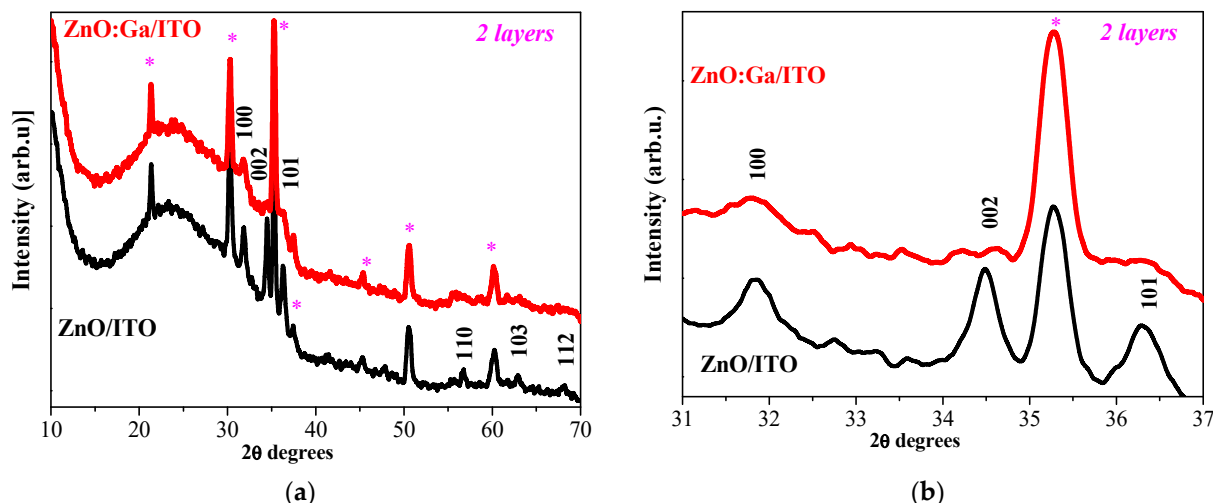 ZnO:Ga/ITO
2 layers
*
*
*
100
002
101
*
*
*
*
ZnO/ITO
110
103
112
Intensity (arb.u)]
10 20 30 40 50 60 70
2θ degrees
(a)
*
2 layers
ZnO:Ga/ITO
100
002
101
ZnO/ITO
Intensity (arb.u.)
31 32 33 34 35 36 37
2θ degrees
(b)